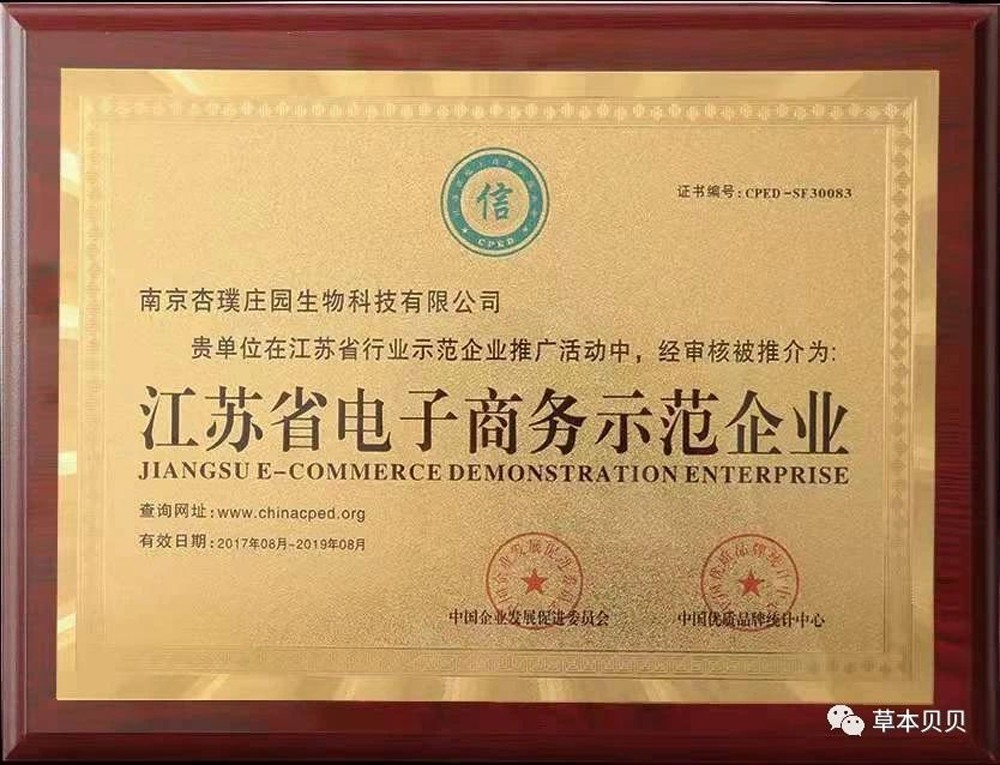 信
CPED
证书编号:CPED-SF30083
南京杏璞庄园生物科技有限公司
贵单位在江苏省行业示范企业推广活动中，经审核被推介为:
江苏省电子商务示范企业
JIANGSU E-COMMERCE DEMONSTRATION ENTERPRISE
查询网址:www.chinacped.org
有效日期:2017年08月-2019年08月
中国企业发展促进委员会
中国优质品牌统计中心
草本贝贝